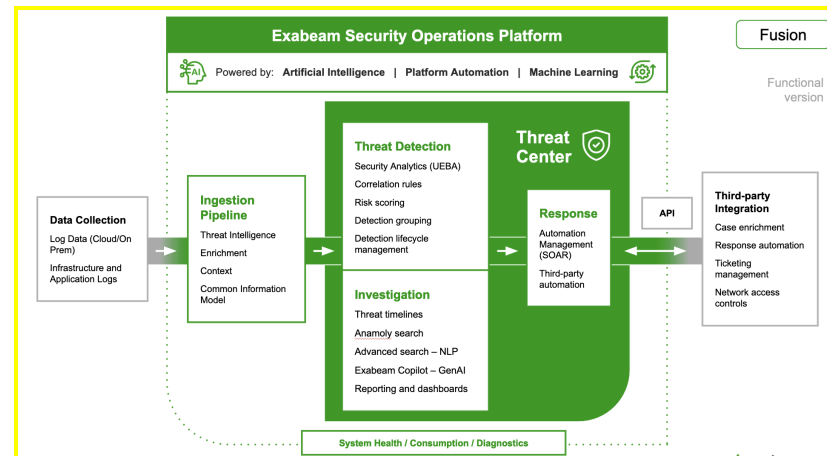 Exabeam Security Operations Platform
Fusion
AI
Powered by: Artificial Intelligence | Platform Automation | Machine Learning
Functional
version
Data Collection
Log Data (Cloud/On
Prem)
Infrastructure and
Application Logs
Ingestion
Pipeline
Threat Intelligence
Enrichment
Context
Common Information
Model
Threat Detection
Security Analytics (UEBA)
Correlation rules
Risk scoring
Detection grouping
Detection lifecycle
management
Investigation
Threat timelines
Anamoly search
Advanced search – NLP
Exabeam Copilot – GenAI
Reporting and dashboards
Threat
Center
Response
Automation
Management
(SOAR)
Third-party
automation
API
Third-party
Integration
Case enrichment
Response automation
Ticketing
management
Network access
controls
System Health / Consumption / Diagnostics